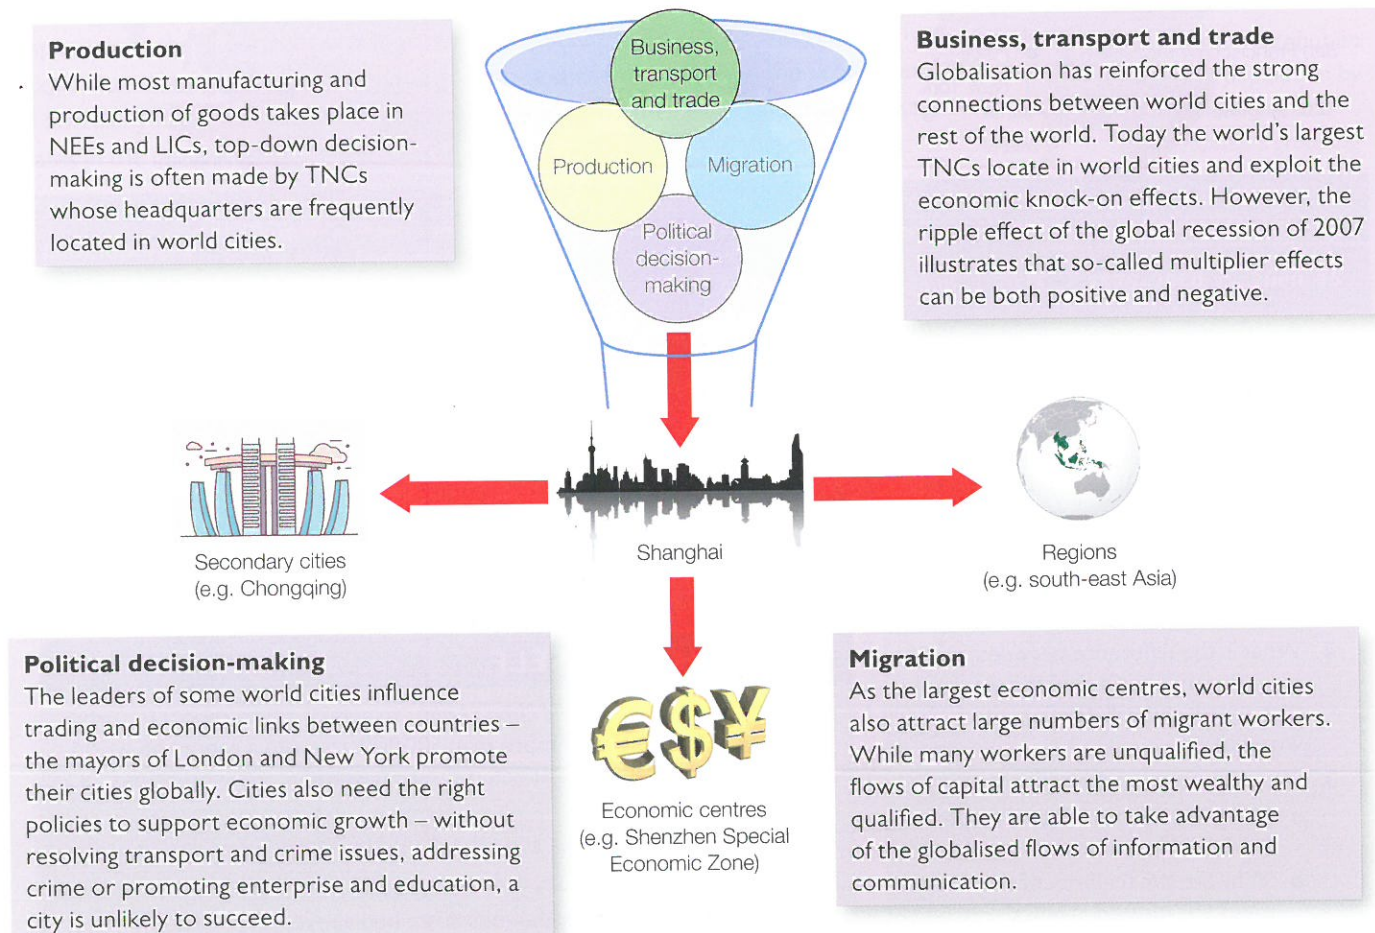 Production
While most manufacturing and
production of goods takes place in
NEEs and LICs, top-down decision-
making is often made by TNCs
whose headquarters are frequently
located in world cities.
Business,
transport
and trade
Production
Migration
Political
decision-
making
Business, transport and trade
Globalisation has reinforced the strong
connections between world cities and the
rest of the world. Today the world's largest
TNCs locate in world cities and exploit the
economic knock-on effects. However, the
ripple effect of the global recession of 2007
illustrates that so-called multiplier effects
can be both positive and negative.
Secondary cities
(e.g. Chongqing)
Shanghai
Regions
(e.g. south-east Asia)
Political decision-making
The leaders of some world cities influence
trading and economic links between countries –
the mayors of London and New York promote
their cities globally. Cities also need the right
policies to support economic growth – without
resolving transport and crime issues, addressing
crime or promoting enterprise and education, a
city is unlikely to succeed.
€$¥
Economic centres
(e.g. Shenzhen Special
Economic Zone)
Migration
As the largest economic centres, world cities
also attract large numbers of migrant workers.
While many workers are unqualified, the
flows of capital attract the most wealthy and
qualified. They are able to take advantage
of the globalised flows of information and
communication.